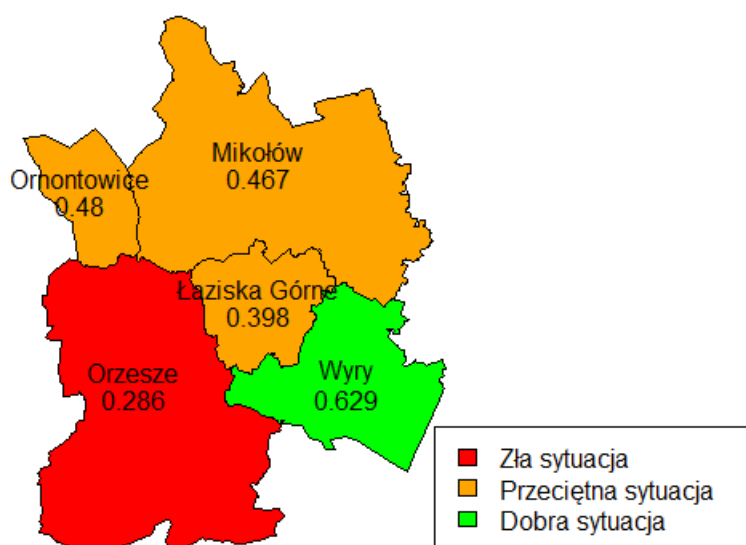 Mikołów
0.467
Ornontowice
0.48
Łaziska Górne
0.398
Orzesze
0.286
Wyry
0.629
Zła sytuacja
Przeciętna sytuacja
Dobra sytuacja